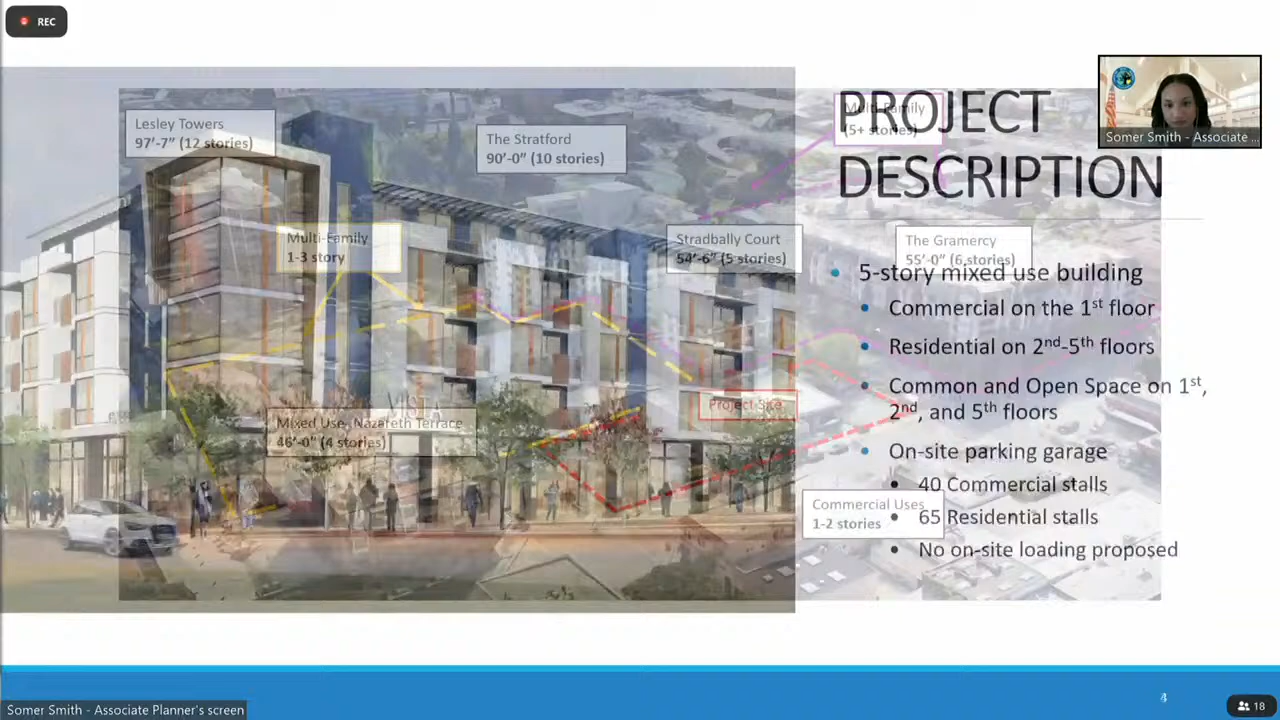 REC
Lesley Towers
97’-7” (12 stories)
The Stratford
90’-0” (10 stories)
Multi-Family
(5+ stories)
Somer Smith - Associate ...
PROJECT
DESCRIPTION
Multi-Family
1-3 story
Stradbally Court
54’-6” (5 stories)
The Gramercy
55’-0” (6 stories)
5-story mixed use building
Commercial on the 1st floor
Residential on 2nd-5th floors
Common and Open Space on 1st,
2nd, and 5th floors
Project Site
Mixed Use, Nazareth Terrace
46’-0” (4 stories)
On-site parking garage
40 Commercial stalls
Commercial Uses
1-2 stories
65 Residential stalls
No on-site loading proposed
4
Somer Smith - Associate Planner's screen
18